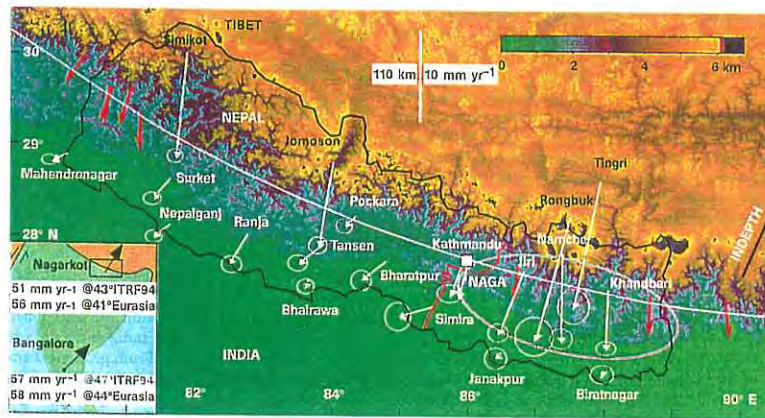 TIBET
30
Simikot
110 km, 10 mm yr⁻¹
0 2 4 6 km
NEPAL
29
Jomoson
Tingri
Mahendronagar
Surket
Pockara
Rongbuk
Nepalganj
Ranja
Namche
28° N
Tansen
Kathmandu
Jiri
INDEPTH
Nagarkot
Bharatpur
NAGA
Khandbari
51 mm yr-1 @43°ITRF94
56 mm yr-1 @41°Eurasia
Bhairawa
Simira
Bangalore
INDIA
Janakpur
57 mm yr-1 @47°ITRF94
58 mm yr-1 @44°Eurasia
82°
84°
86°
Biratnagar
90° E